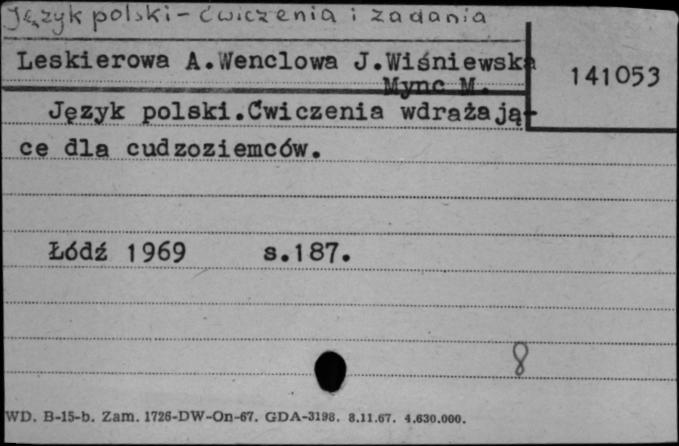 Język polski - ćwiczenia i zadania
Leskierowa A.Wenclowa J.Wiśniewska
141053
Mync M.
Język polski.Ćwiczenia wdrażają-
ce dla cudzoziemców.
Łódź 1969 s.187.
8
WD. B-15-b. Zam. 1726-DW-On-67. GDA-3198. 8.11.67. 4.630.000.